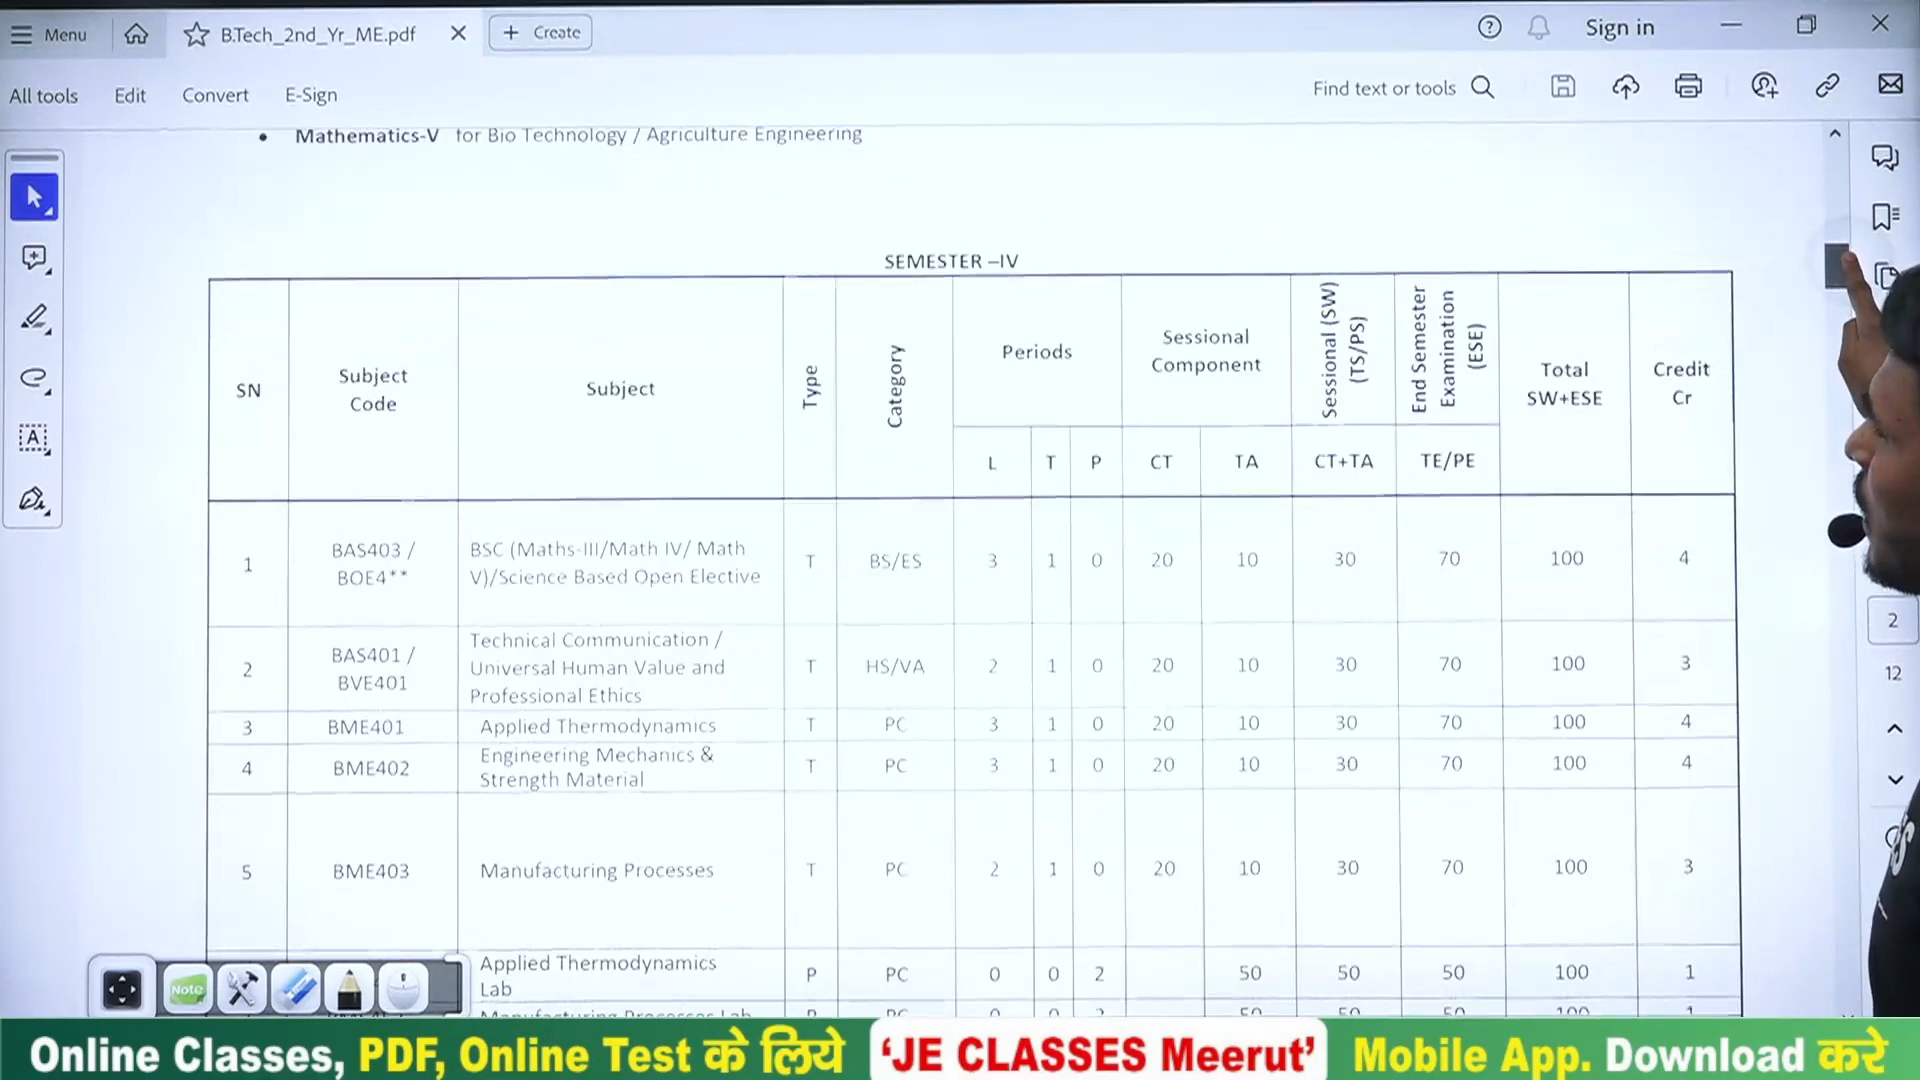 Menu
B.Tech_2nd_Yr_ME.pdf
+ Create
Sign in
All tools Edit Convert E-Sign
Find text or tools
• Mathematics-V for Bio Technology / Agriculture Engineering
SEMESTER –IV
SN Subject Code Subject Type Category Periods Sessional Component Sessional (SW) (TS/PS) End Semester Examination (ESE) Total SW+ESE Credit Cr
L T P CT TA CT+TA TE/PE
1 BAS403 / BOE4** BSC (Maths-III/Math IV/ Math V)/Science Based Open Elective T BS/ES 3 1 0 20 10 30 70 100 4
2 BAS401 / BVE401 Technical Communication / Universal Human Value and Professional Ethics T HS/VA 2 1 0 20 10 30 70 100 3
3 BME401 Applied Thermodynamics T PC 3 1 0 20 10 30 70 100 4
4 BME402 Engineering Mechanics & Strength Material T PC 3 1 0 20 10 30 70 100 4
5 BME403 Manufacturing Processes T PC 2 1 0 20 10 30 70 100 3
Applied Thermodynamics Lab P PC 0 0 2 50 50 50 100 1
Manufacturing Processes Lab
2
12
Note
Online Classes, PDF, Online Test के लिये 'JE CLASSES Meerut' Mobile App. Download करे